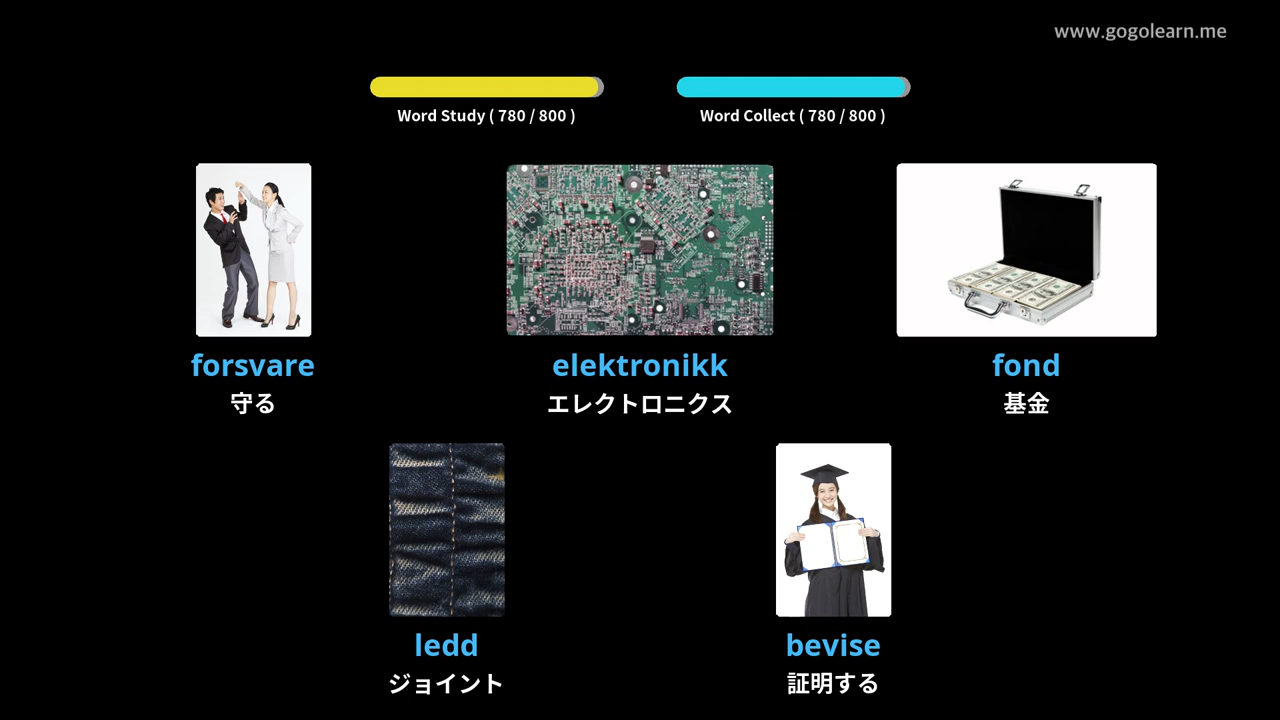 www.gogolearn.me
Word Study ( 780 / 800 )
Word Collect ( 780 / 800 )
forsvare
守る
elektronikk
エレクトロニクス
fond
基金
ledd
ジョイント
bevise
証明する